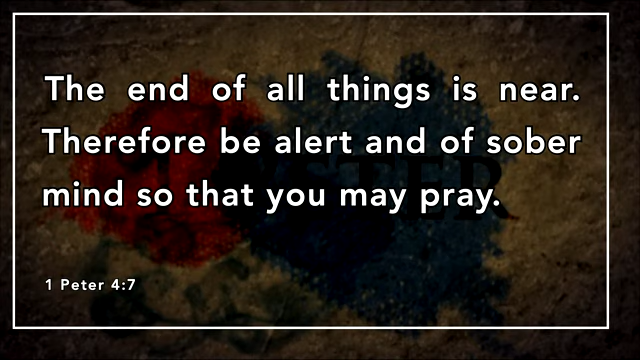 The end of all things is near.
Therefore be alert and of sober
mind so that you may pray.
1 Peter 4:7